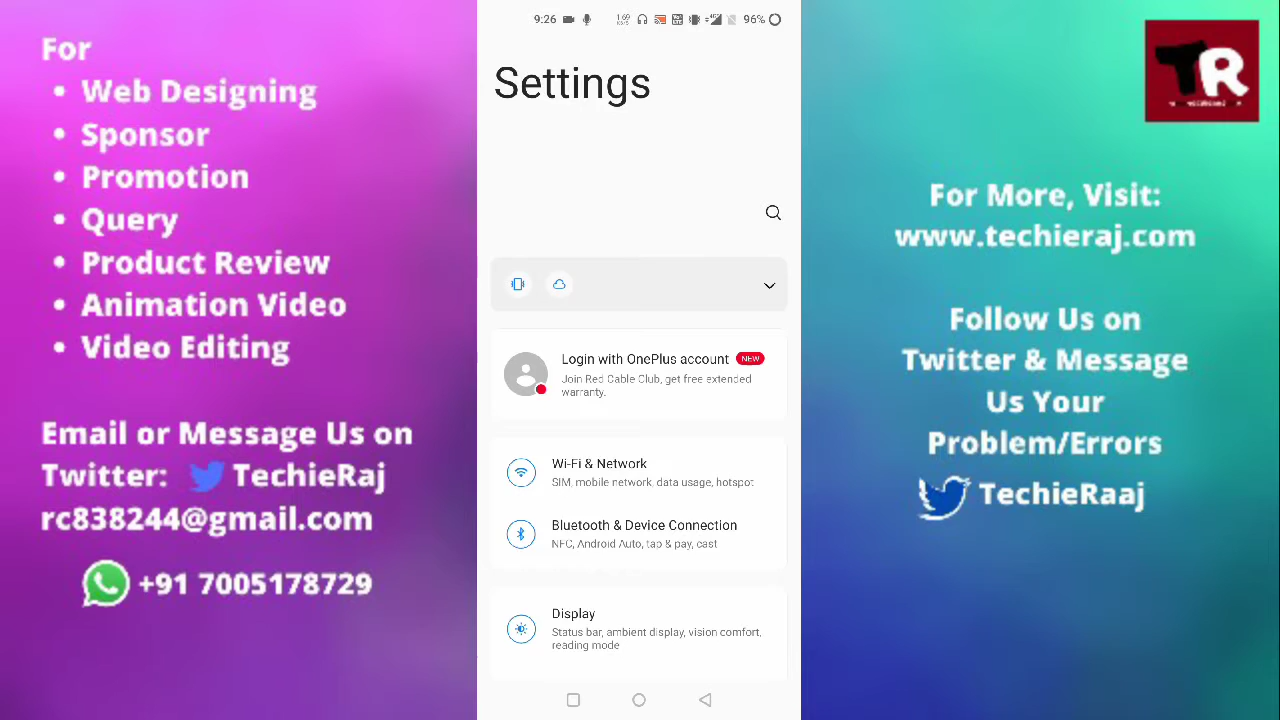 For
• Web Designing
• Sponsor
• Promotion
• Query
• Product Review
• Animation Video
• Video Editing
Email or Message Us on
Twitter: TechieRaj
rc838244@gmail.com
+91 7005178729
9:26
96%
Settings
Login with OnePlus account NEW
Join Red Cable Club, get free extended
warranty.
Wi-Fi & Network
SIM, mobile network, data usage, hotspot
Bluetooth & Device Connection
NFC, Android Auto, tap & pay, cast
Display
Status bar, ambient display, vision comfort,
reading mode
TR
For More, Visit:
www.techieraj.com
Follow Us on
Twitter & Message
Us Your
Problem/Errors
TechieRaaj